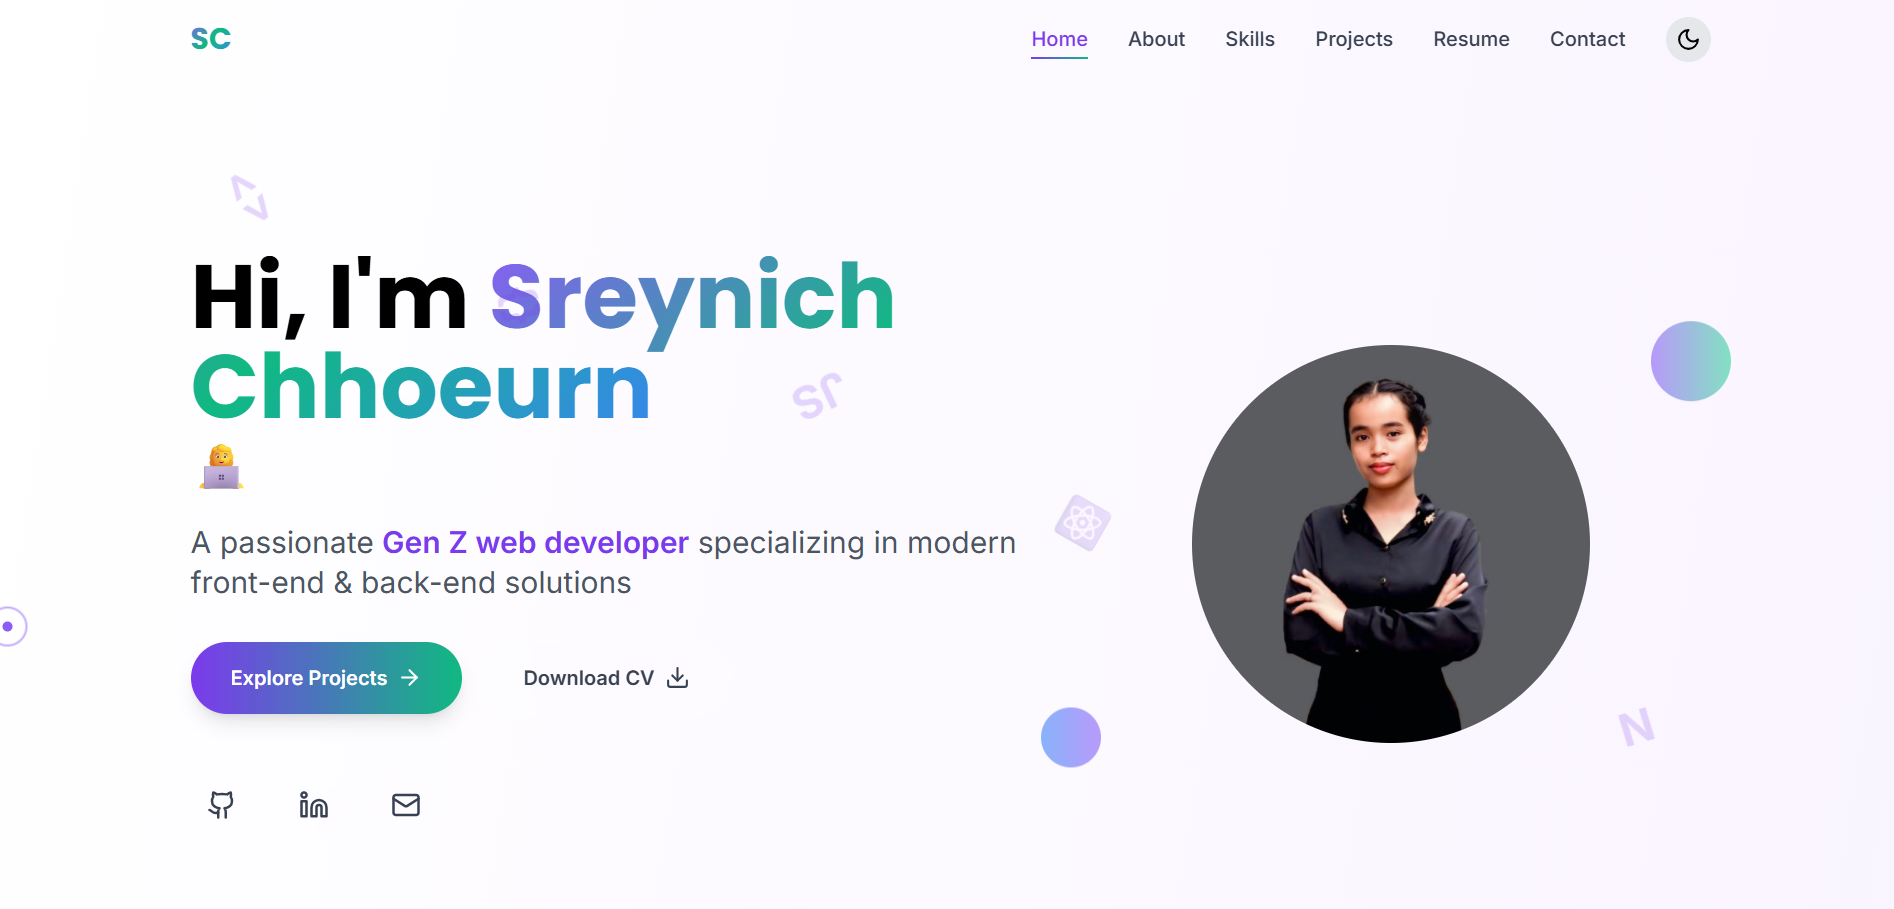 SC
Home
About
Skills
Projects
Resume
Contact
Hi, I'm Sreynich
Chhoeurn
JS
A passionate Gen Z web developer specializing in modern
front-end & back-end solutions
Explore Projects
Download CV
N